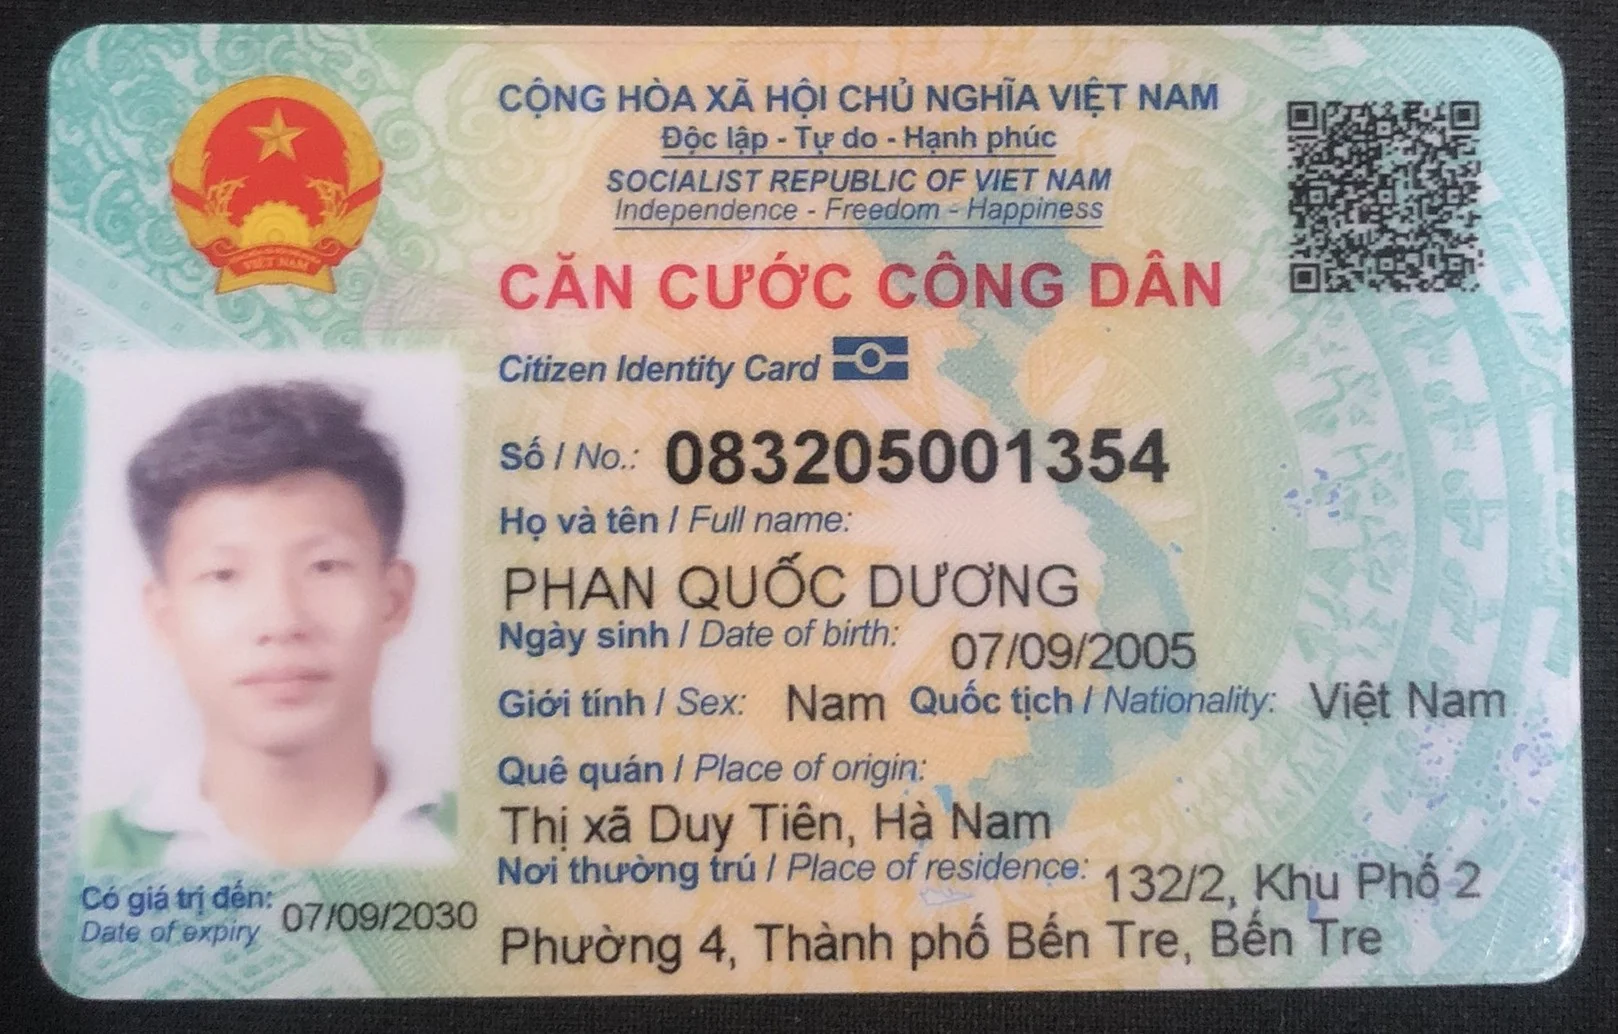 CỘNG HÒA XÃ HỘI CHỦ NGHĨA VIỆT NAM
Độc lập - Tự do - Hạnh phúc
SOCIALIST REPUBLIC OF VIET NAM
Independence - Freedom - Happiness
VIỆT NAM
CĂN CƯỚC CÔNG DÂN
Citizen Identity Card
Số / No.: 083205001354
Họ và tên / Full name:
PHAN QUỐC DƯƠNG
Ngày sinh / Date of birth: 07/09/2005
Giới tính / Sex: Nam Quốc tịch / Nationality: Việt Nam
Quê quán / Place of origin:
Thị xã Duy Tiên, Hà Nam
Nơi thường trú / Place of residence: 132/2, Khu Phố 2
Phường 4, Thành phố Bến Tre, Bến Tre
Có giá trị đến: 07/09/2030
Date of expiry